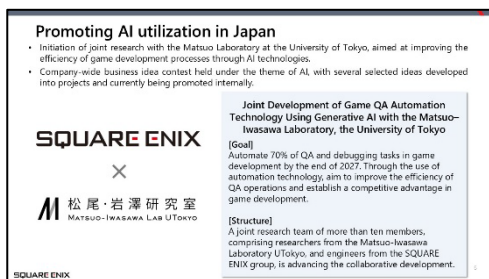 Promoting AI utilization in Japan
• Initiation of joint research with the Matsuo Laboratory at the University of Tokyo, aimed at improving the
efficiency of game development processes through AI technologies.
• Company-wide business idea contest held under the theme of AI, with several selected ideas developed
into projects and currently being promoted internally.
SQUARE ENIX
×
松尾・岩澤研究室
MATSUO-IWASAWA LAB UTOKYO
Joint Development of Game QA Automation
Technology Using Generative AI with the Matsuo–
Iwasawa Laboratory, the University of Tokyo
[Goal]
Automate 70% of QA and debugging tasks in game
development by the end of 2027. Through the use of
automation technology, aim to improve the efficiency of
QA operations and establish a competitive advantage in
game development.
[Structure]
A joint research team of more than ten members,
comprising researchers from the Matsuo-Iwasawa
Laboratory UTokyo, and engineers from the SQUARE
ENIX group, is advancing the collaborative development.
SQUARE ENIX